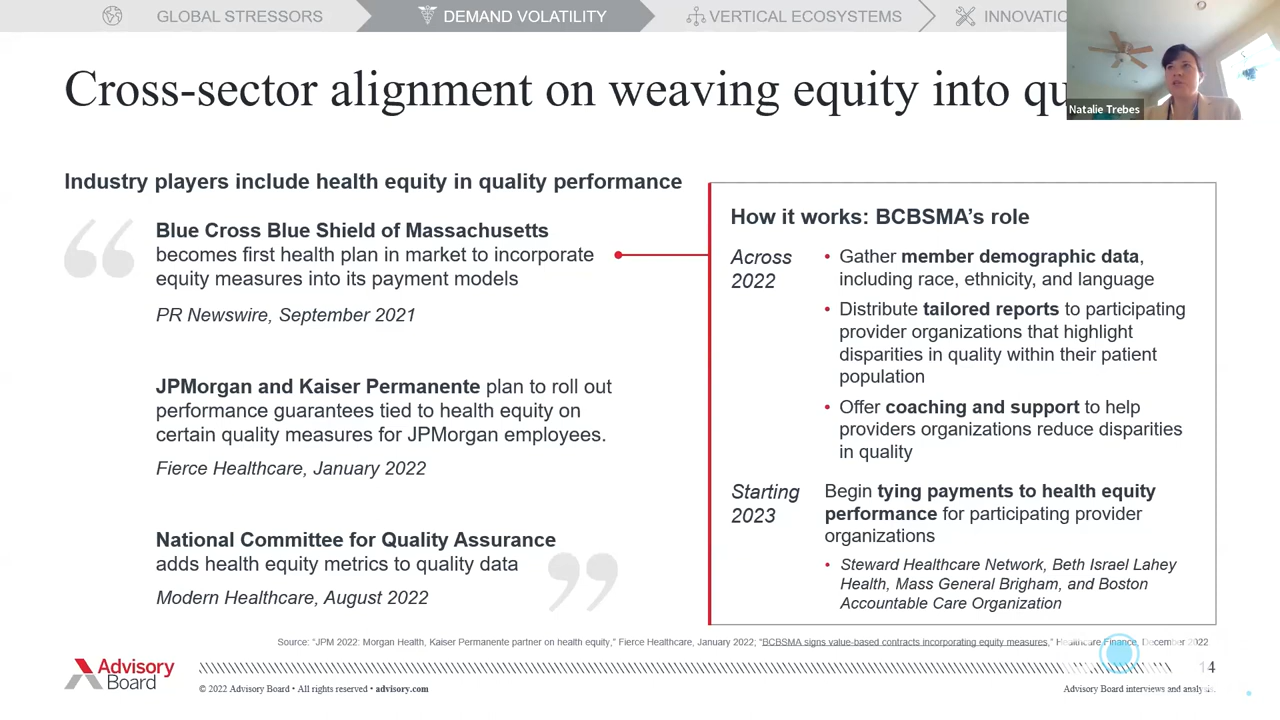 GLOBAL STRESSORS
DEMAND VOLATILITY
VERTICAL ECOSYSTEMS
Natalie Trebes
Cross-sector alignment on weaving equity into
Industry players include health equity in quality performance
“
Blue Cross Blue Shield of Massachusetts
becomes first health plan in market to incorporate
equity measures into its payment models
PR Newswire, September 2021
JPMorgan and Kaiser Permanente plan to roll out
performance guarantees tied to health equity on
certain quality measures for JPMorgan employees.
Fierce Healthcare, January 2022
National Committee for Quality Assurance
adds health equity metrics to quality data
”
Modern Healthcare, August 2022
How it works: BCBSMA’s role
Across
2022
• Gather member demographic data,
including race, ethnicity, and language
• Distribute tailored reports to participating
provider organizations that highlight
disparities in quality within their patient
population
• Offer coaching and support to help
providers organizations reduce disparities
in quality
Starting
2023
Begin tying payments to health equity
performance for participating provider
organizations
• Steward Healthcare Network, Beth Israel Lahey
Health, Mass General Brigham, and Boston
Accountable Care Organization
Source: “JPM 2022: Morgan Health, Kaiser Permanente partner on health equity,” Fierce Healthcare, January 2022; “BCBSMA signs value-based contracts incorporating equity measures,” Healthcare Finance, December 2022
Advisory
Board
14
© 2022 Advisory Board • All rights reserved • advisory.com
Advisory Board interviews and analysis.